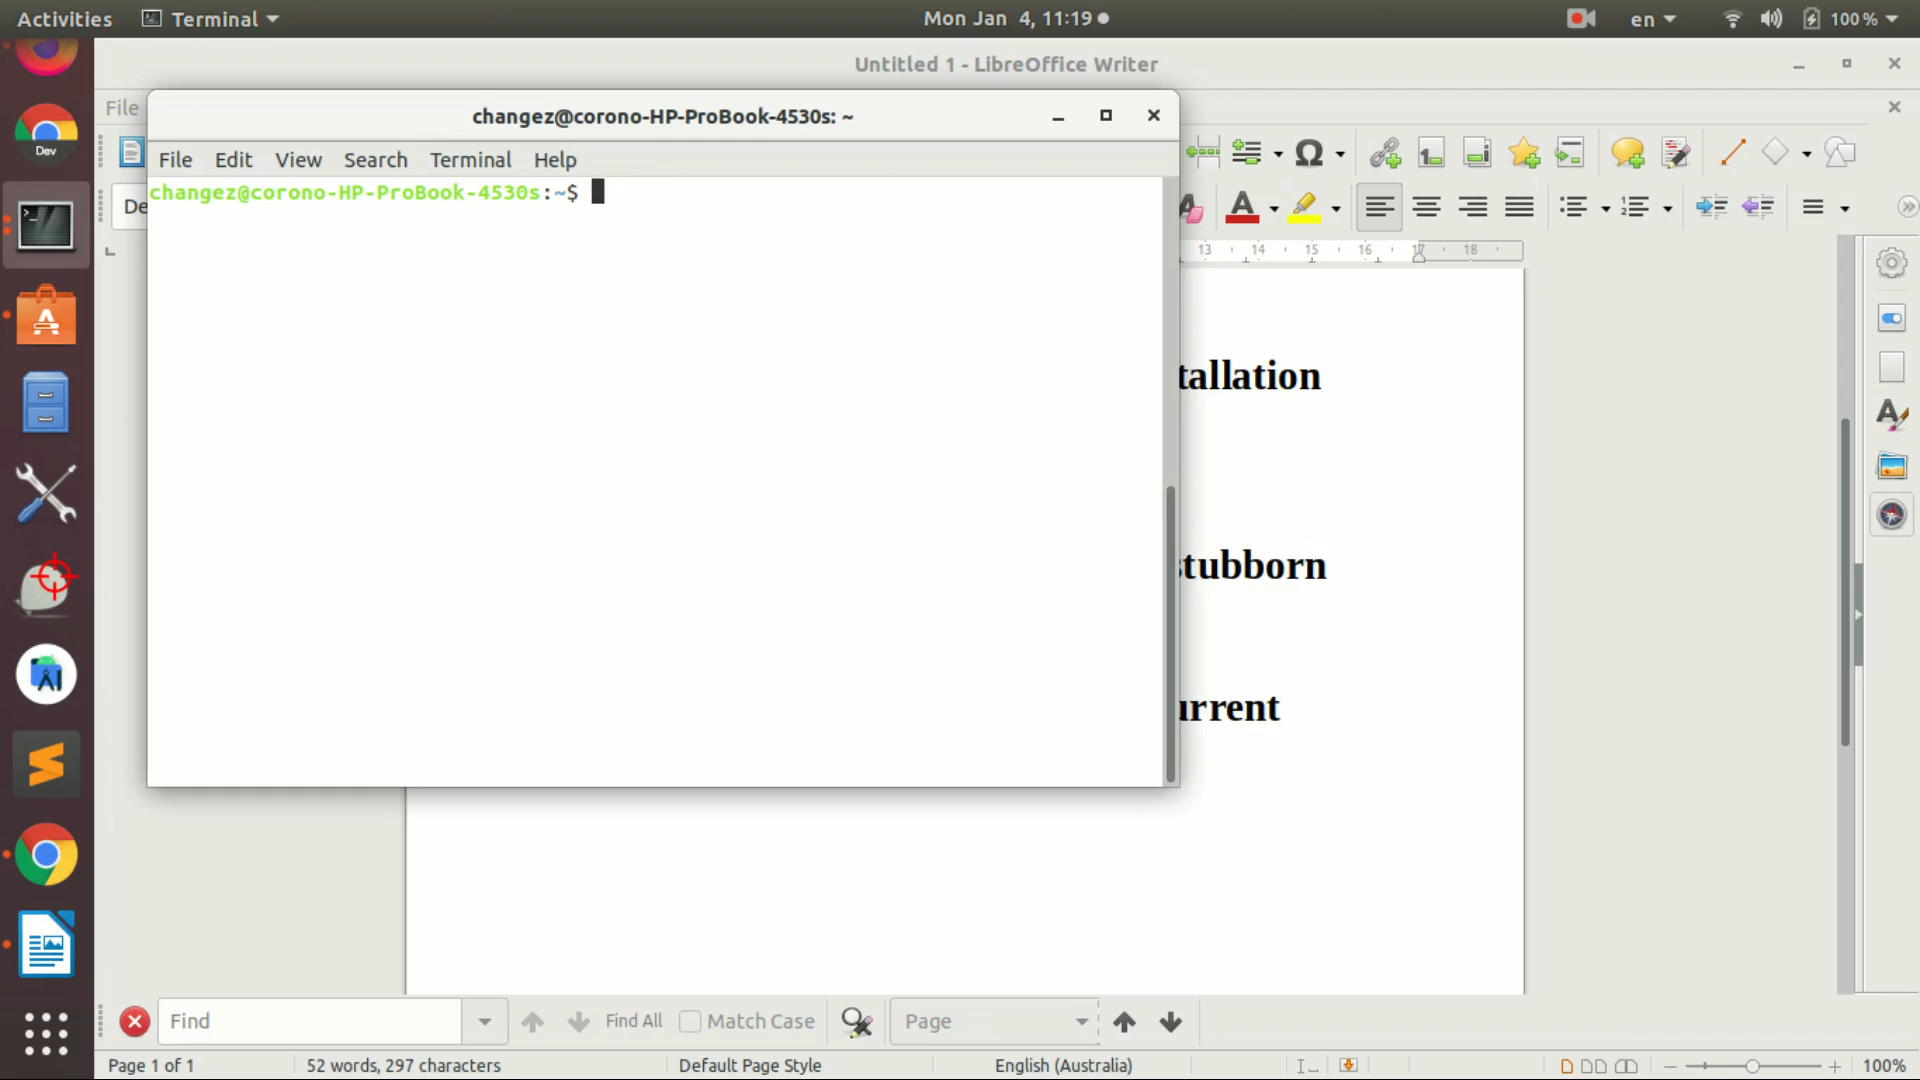 Activities Terminal Mon Jan 4, 11:19 en 100 %
Untitled 1 - LibreOffice Writer
File
changez@corono-HP-ProBook-4530s: ~
Dev
File Edit View Search Terminal Help
changez@corono-HP-ProBook-4530s:~$
De
13 14 15 16 17 18
tallation
stubborn
urrent
Find Find All Match Case Page
Page 1 of 1 52 words, 297 characters Default Page Style English (Australia) 100%